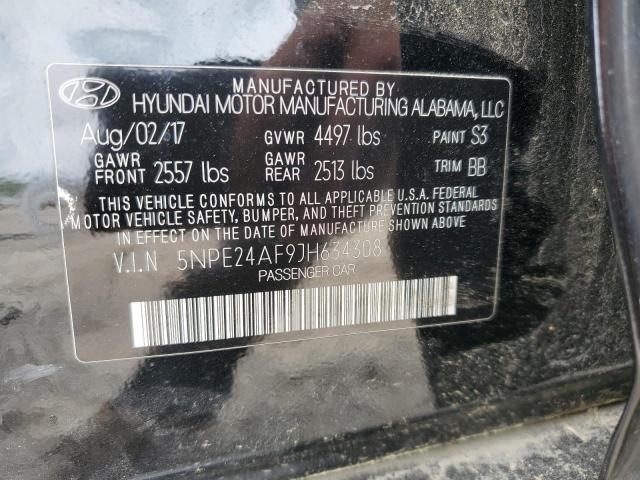 MANUFACTURED BY
HYUNDAI MOTOR MANUFACTURING ALABAMA, LLC
Aug/02/17 GVWR 4497 lbs PAINT S3
GAWR FRONT 2557 lbs GAWR REAR 2513 lbs TRIM BB
THIS VEHICLE CONFORMS TO ALL APPLICABLE U.S.A. FEDERAL
MOTOR VEHICLE SAFETY, BUMPER, AND THEFT PREVENTION STANDARDS
IN EFFECT ON THE DATE OF MANUFACTURE SHOWN ABOVE.
V.I.N 5NPE24AF9JH634308
PASSENGER CAR